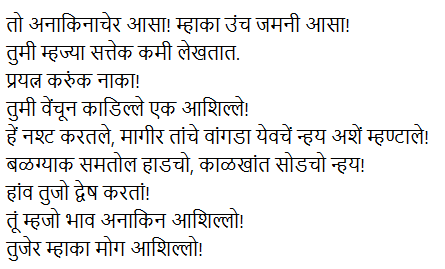 तो अनाकिनाचेर आसा! म्हाका उंच जमनी आसा!
तुमी म्हज्या सत्तेक कमी लेखतात.
प्रयत्न करुंक नाका!
तुमी वेंचून काडिल्ले एक आशिल्ले!
हें नश्ट करतले, मागीर तांचे वांगडा येवचें न्हय अशें म्हण्टाले!
बळग्याक समतोल हाडचो, काळखांत सोडचो न्हय!
हांव तुजो द्वेष करतां!
तूं म्हजो भाव अनाकिन आशिल्लो!
तुजेर म्हाका मोग आशिल्लो!